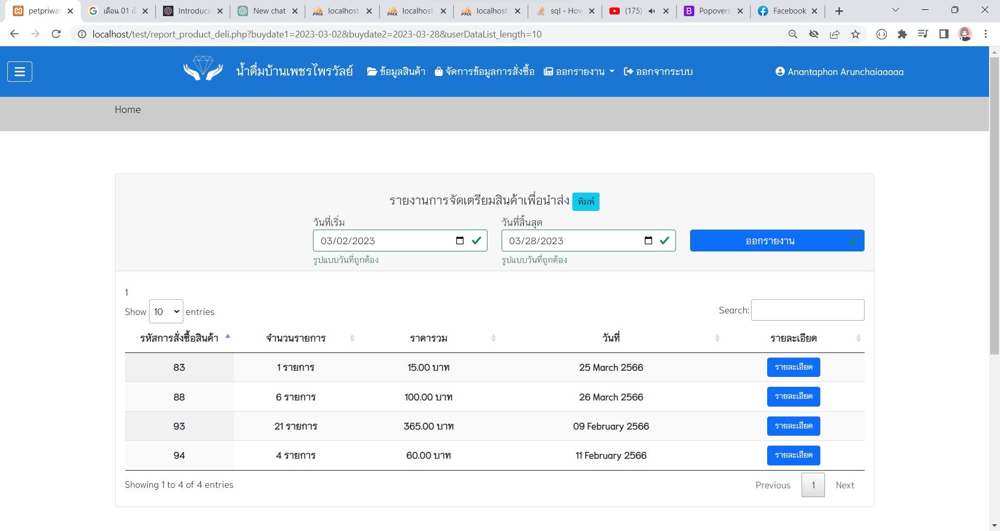 petpriwar
เดือน 01 เป็
Introducin
New chat
localhost
localhost
localhost
sql - How
(175)
Popovers
Facebook
localhost/test/report_product_deli.php?buydate1=2023-03-02&buydate2=2023-03-28&userDataList_length=10
น้ำดื่มบ้านเพชรไพรวัลย์ ข้อมูลสินค้า จัดการข้อมูลการสั่งซื้อ ออกรายงาน ออกจากระบบ Anantaphon Arunchaiaaaaa
Home
รายงานการจัดเตรียมสินค้าเพื่อนำส่ง พิมพ์
วันที่เริ่ม วันที่สิ้นสุด
03/02/2023 03/28/2023 ออกรายงาน
รูปแบบวันที่ถูกต้อง รูปแบบวันที่ถูกต้อง
1
Show 10 entries Search:
รหัสการสั่งซื้อสินค้า จำนวนรายการ ราคารวม วันที่ รายละเอียด
83 1 รายการ 15.00 บาท 25 March 2566 รายละเอียด
88 6 รายการ 100.00 บาท 26 March 2566 รายละเอียด
93 21 รายการ 365.00 บาท 09 February 2566 รายละเอียด
94 4 รายการ 60.00 บาท 11 February 2566 รายละเอียด
Showing 1 to 4 of 4 entries Previous 1 Next